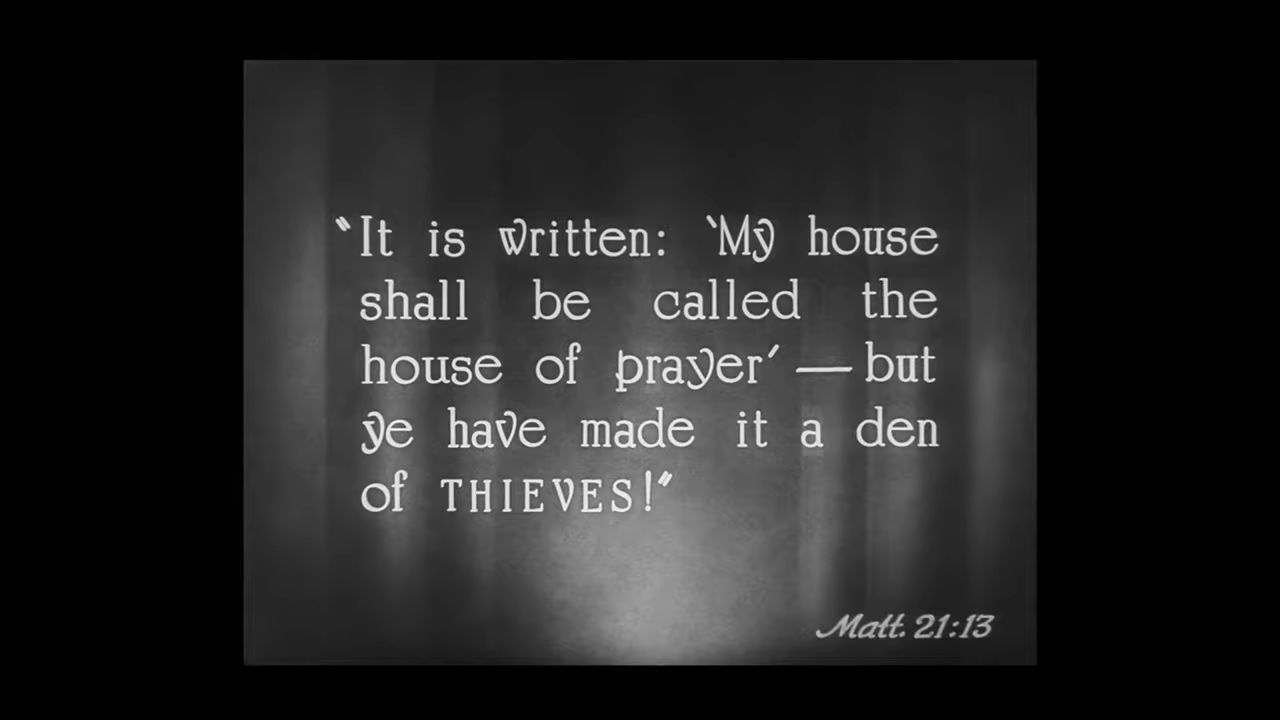 "It is written: 'My house
shall be called the
house of prayer' — but
ye have made it a den
of THIEVES!"
Matt. 21:13